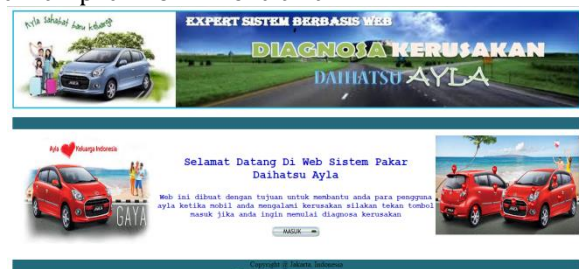 Ayla Sahabat baru keluarga
EXPERT SISTEM BERBASIS WEB
DIAGNOSA KERUSAKAN
DAIHATSU AYLA
Ayla Keluarga Indonesia
GAYA
Selamat Datang Di Web Sistem Pakar
Daihatsu Ayla
Web ini dibuat dengan tujuan untuk membantu anda para pengguna
ayla ketika mobil anda mengalami kerusakan silakan tekan tombol
masuk jika anda ingin memulai diagnosa kerusakan
MASUK
Copyright @ Jakarta Indonesia